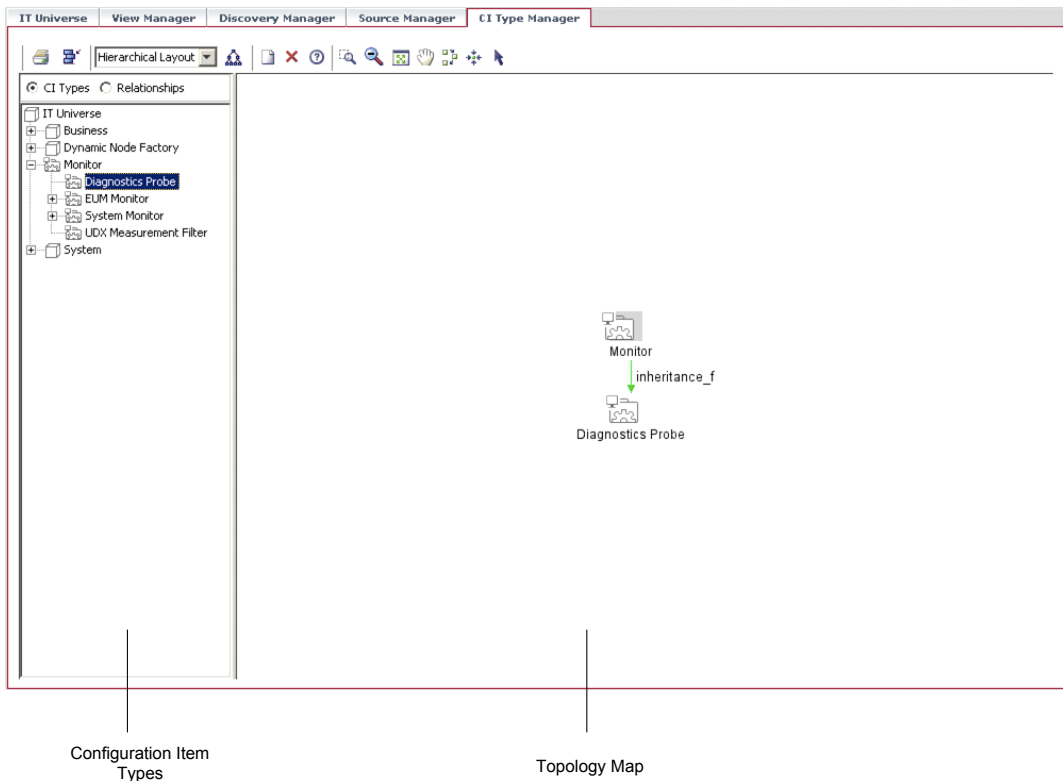 IT Universe View Manager Discovery Manager Source Manager CI Type Manager
Hierarchical Layout
CI Types Relationships
IT Universe
Business
Dynamic Node Factory
Monitor
Diagnostics Probe
EUM Monitor
System Monitor
UDX Measurement Filter
System
Monitor
inheritance_f
Diagnostics Probe
Configuration Item
Types
Topology Map